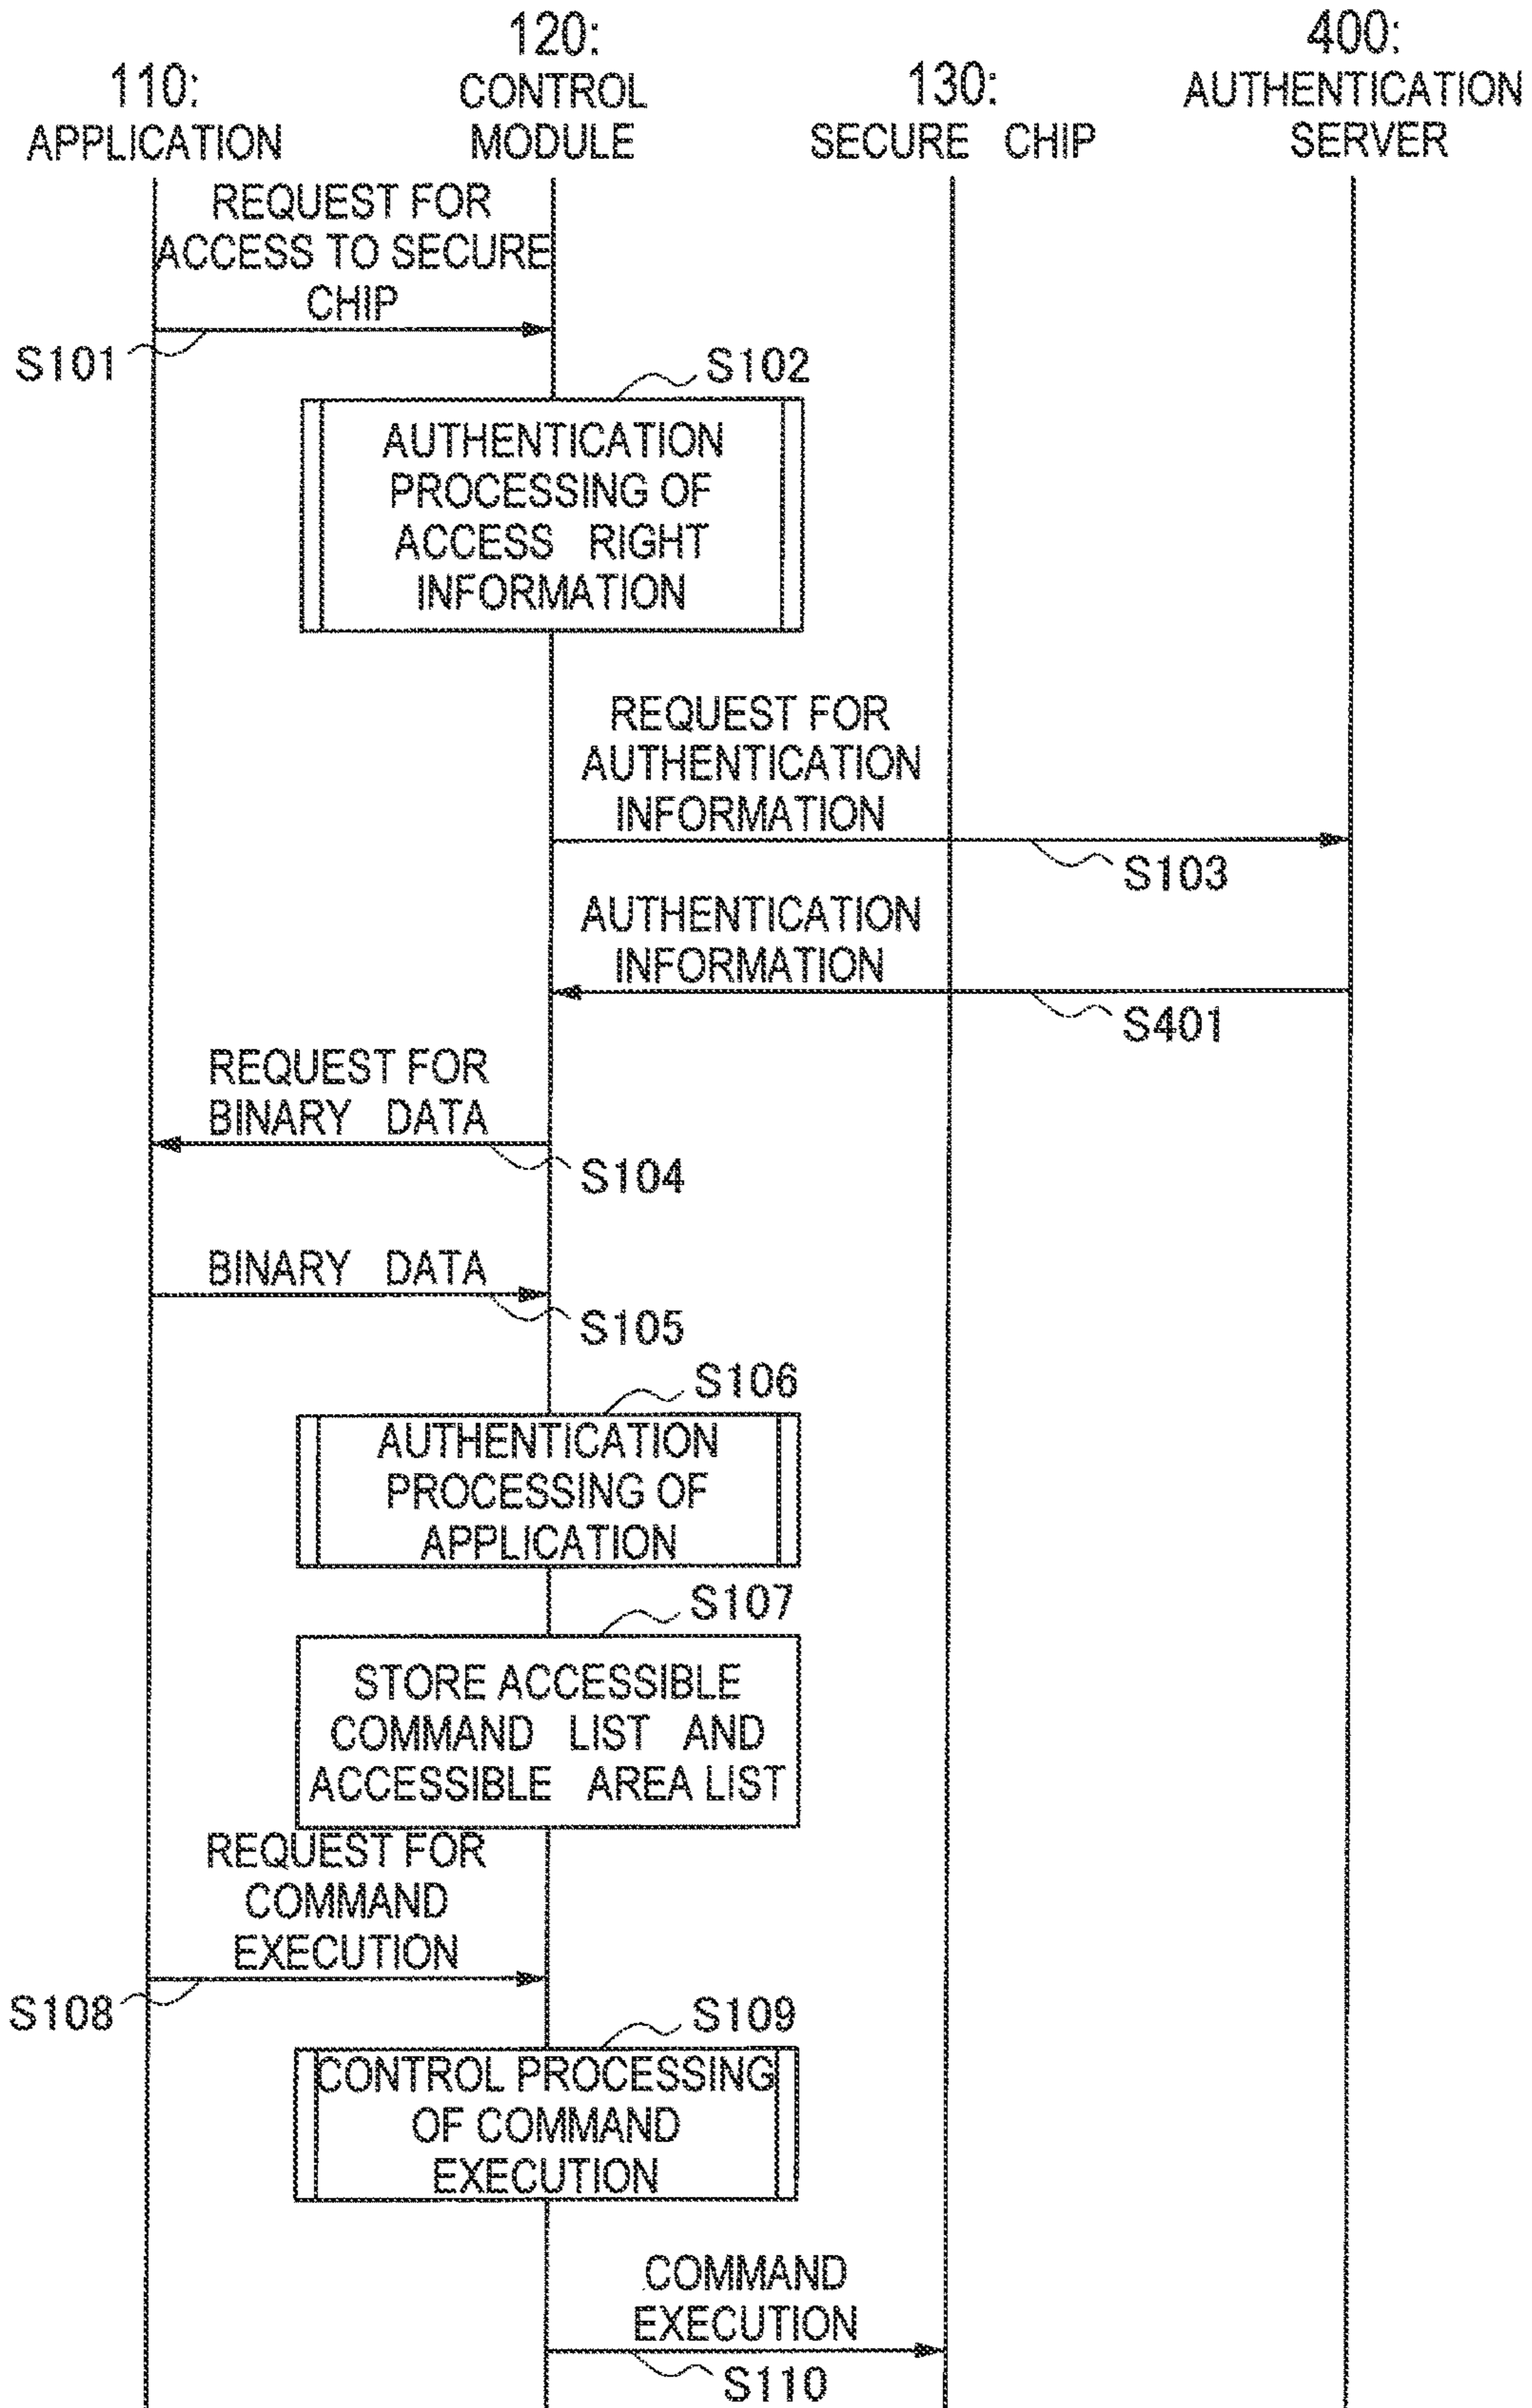 110:
APPLICATION
120:
CONTROL
MODULE
130:
SECURE CHIP
400:
AUTHENTICATION
SERVER
REQUEST FOR
ACCESS TO SECURE
CHIP
S101
S102
AUTHENTICATION
PROCESSING OF
ACCESS RIGHT
INFORMATION
REQUEST FOR
AUTHENTICATION
INFORMATION
S103
AUTHENTICATION
INFORMATION
S401
REQUEST FOR
BINARY DATA
S104
BINARY DATA
S105
S106
AUTHENTICATION
PROCESSING OF
APPLICATION
S107
STORE ACCESSIBLE
COMMAND LIST AND
ACCESSIBLE AREA LIST
REQUEST FOR
COMMAND
EXECUTION
S108
S109
CONTROL PROCESSING
OF COMMAND
EXECUTION
COMMAND
EXECUTION
S110